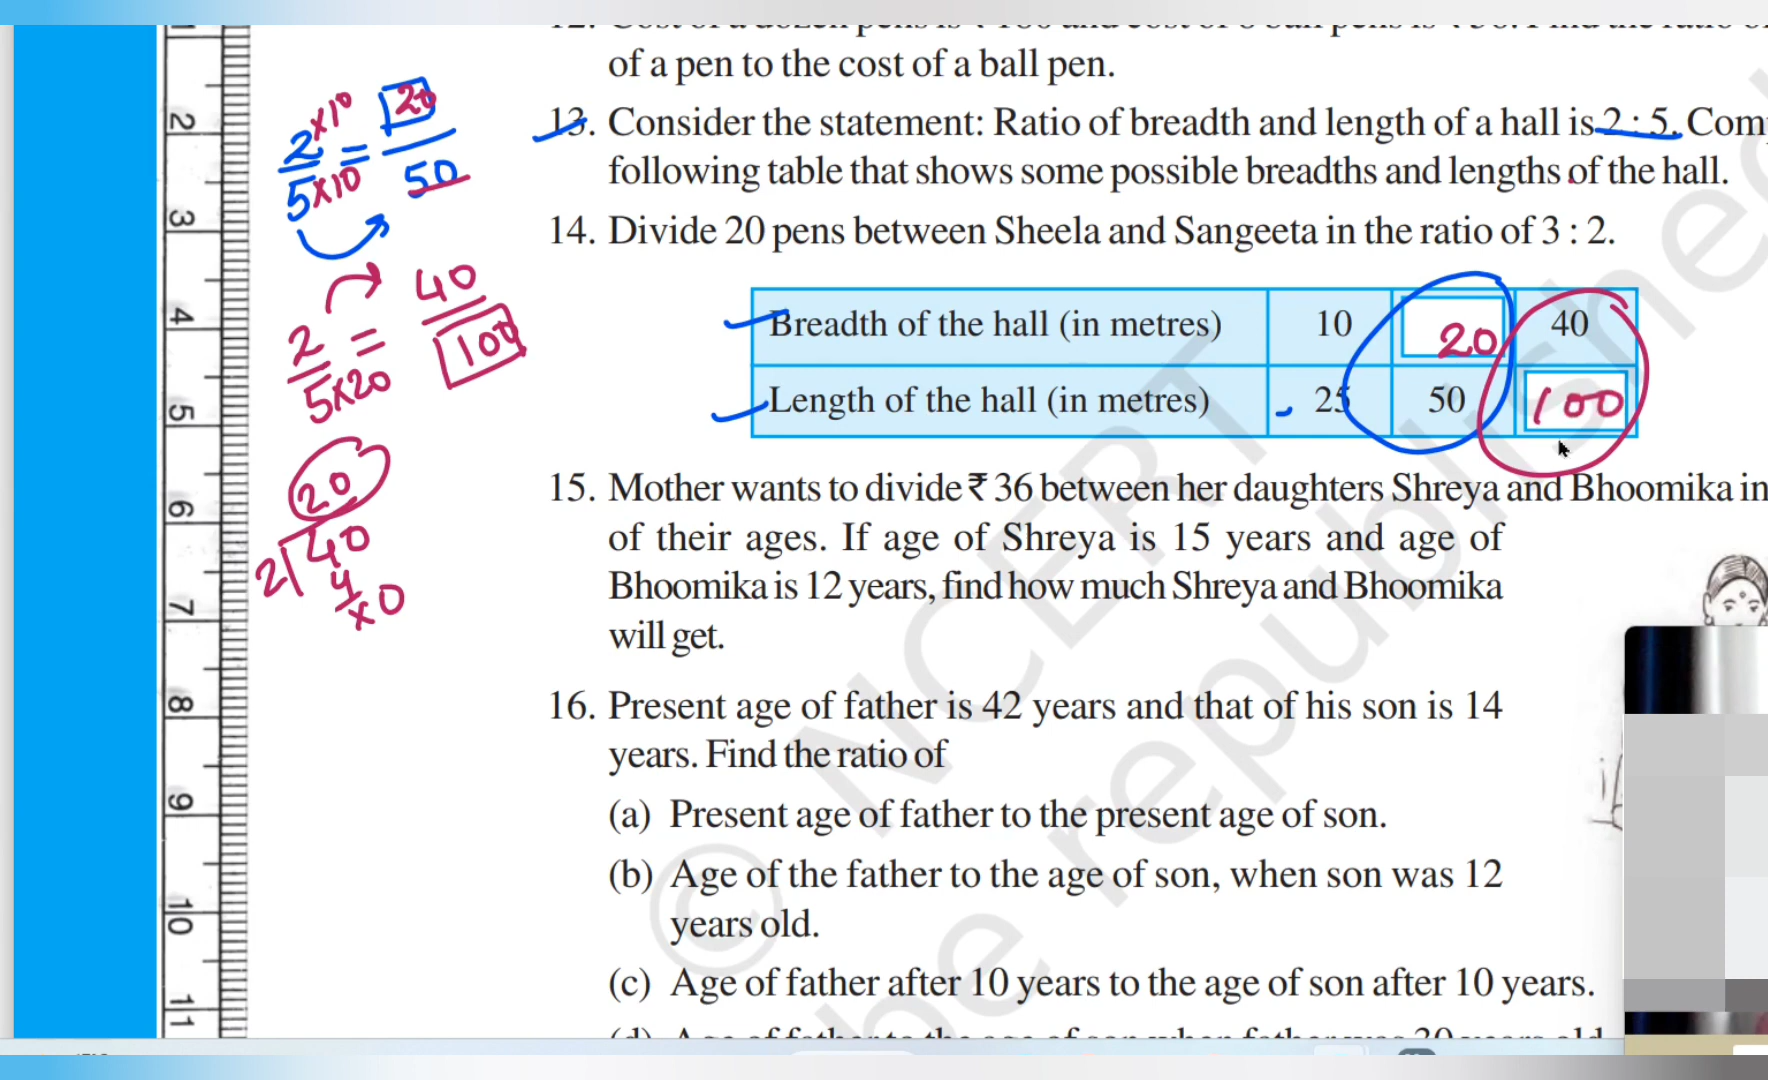 of a pen to the cost of a ball pen.
13. Consider the statement: Ratio of breadth and length of a hall is 2 : 5. Com
following table that shows some possible breadths and lengths of the hall.
14. Divide 20 pens between Sheela and Sangeeta in the ratio of 3 : 2.
Breadth of the hall (in metres) 10 20 40
Length of the hall (in metres) 25 50 100
15. Mother wants to divide ₹ 36 between her daughters Shreya and Bhoomika in
of their ages. If age of Shreya is 15 years and age of
Bhoomika is 12 years, find how much Shreya and Bhoomika
will get.
16. Present age of father is 42 years and that of his son is 14
years. Find the ratio of
(a) Present age of father to the present age of son.
(b) Age of the father to the age of son, when son was 12
years old.
(c) Age of father after 10 years to the age of son after 10 years.
2 ×10 = 20
5 ×10 50
2 = 40
5 ×20 100
20
2 40
4
×0
2
3
4
5
6
7
8
9
10
11
© NCERT
be republished